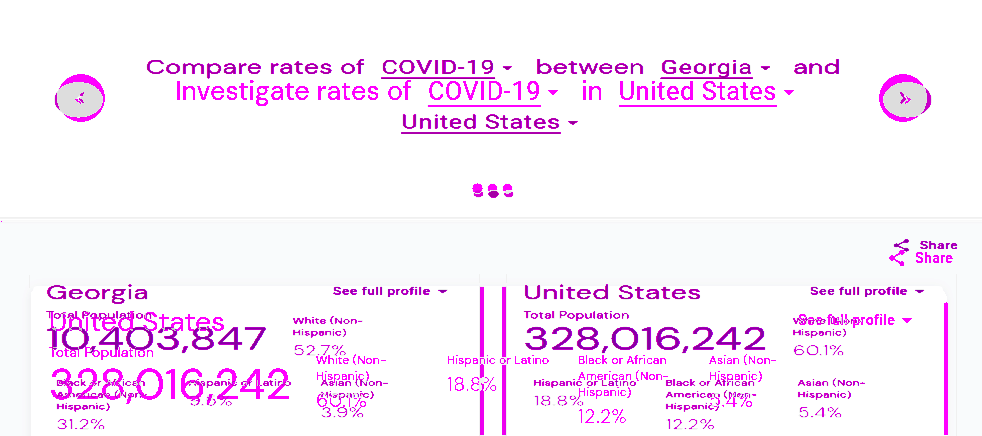 Compare rates of COVID-19 between Georgia and
Investigate rates of COVID-19 in United States
United States
Share
Share
Georgia
See full profile
United States
See full profile
Total Population
Total Population
United States
See full profile
10,403,847
White (Non-
Hispanic)
52.7%
328,016,242
White (Non-
Hispanic)
60.1%
Total Population
328,016,242
White (Non-
Hispanic)
60.1%
Hispanic or Latino
18.8%
Black or African
American (Non-
Hispanic)
12.2%
Asian (Non-
Hispanic)
5.4%
Black or African
American (Non-
Hispanic)
31.2%
Hispanic or Latino
Asian (Non-
Hispanic)
3.9%
Hispanic or Latino
18.8%
Black or African
American (Non-
Hispanic)
12.2%
Asian (Non-
Hispanic)
5.4%